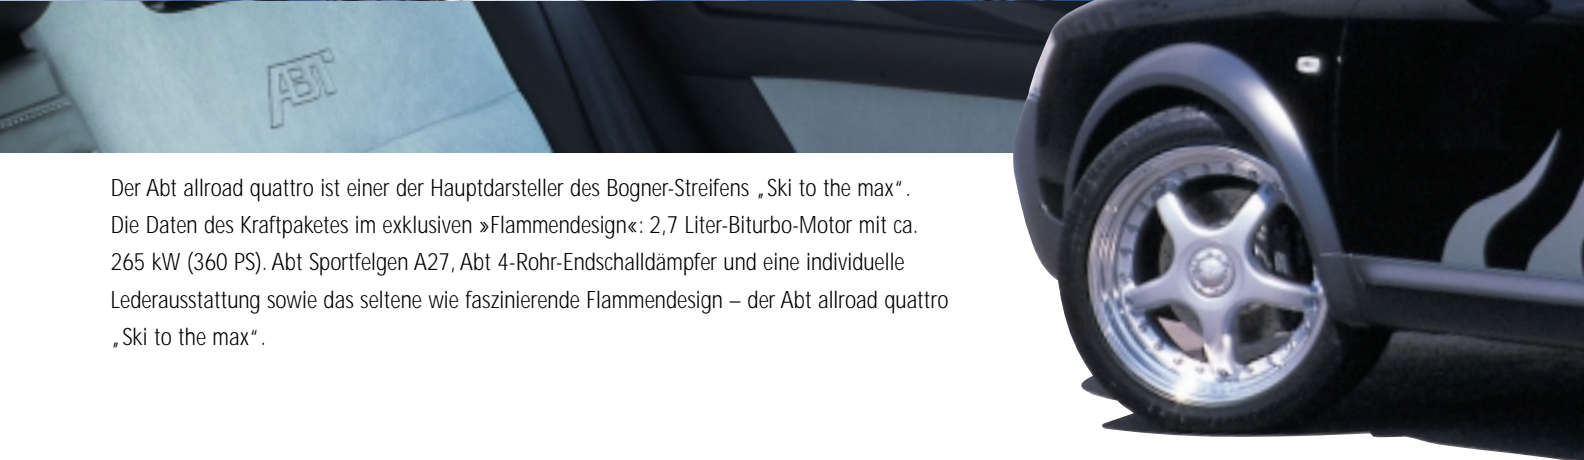 ABT
Der Abt allroad quattro ist einer der Hauptdarsteller des Bogner-Streifens „Ski to the max“.
Die Daten des Kraftpaketes im exklusiven »Flammendesign«: 2,7 Liter-Biturbo-Motor mit ca.
265 kW (360 PS). Abt Sportfelgen A27, Abt 4-Rohr-Endschalldämpfer und eine individuelle
Lederausstattung sowie das seltene wie faszinierende Flammendesign – der Abt allroad quattro
„Ski to the max“.